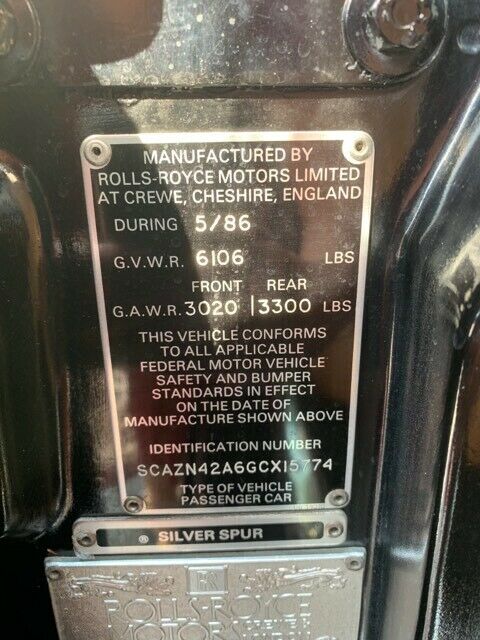 MANUFACTURED BY
ROLLS-ROYCE MOTORS LIMITED
AT CREWE, CHESHIRE, ENGLAND
DURING 5/86
G.V.W.R. 6106 LBS
FRONT REAR
G.A.W.R. 3020 3300 LBS
THIS VEHICLE CONFORMS
TO ALL APPLICABLE
FEDERAL MOTOR VEHICLE
SAFETY AND BUMPER
STANDARDS IN EFFECT
ON THE DATE OF
MANUFACTURE SHOWN ABOVE
IDENTIFICATION NUMBER
SCAZN42A6GCX15774
TYPE OF VEHICLE
PASSENGER CAR
® SILVER SPUR
ROLLS-ROYCE
MOTORS